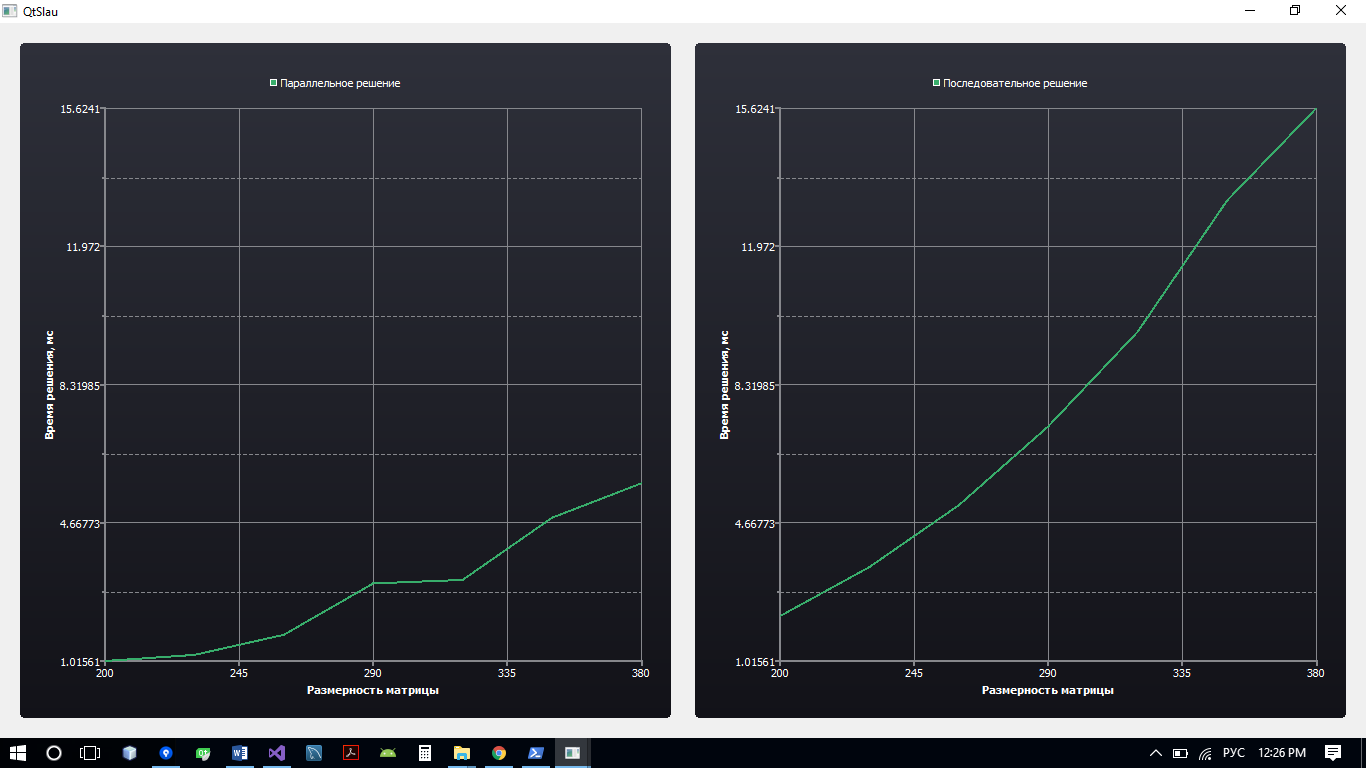 QtSlau
Параллельное решение
15.6241
11.972
8.31985
4.66773
1.01561
Время решения, мс
200 245 290 335 380
Размерность матрицы
Последовательное решение
15.6241
11.972
8.31985
4.66773
1.01561
Время решения, мс
200 245 290 335 380
Размерность матрицы
РУС 12:26 PM